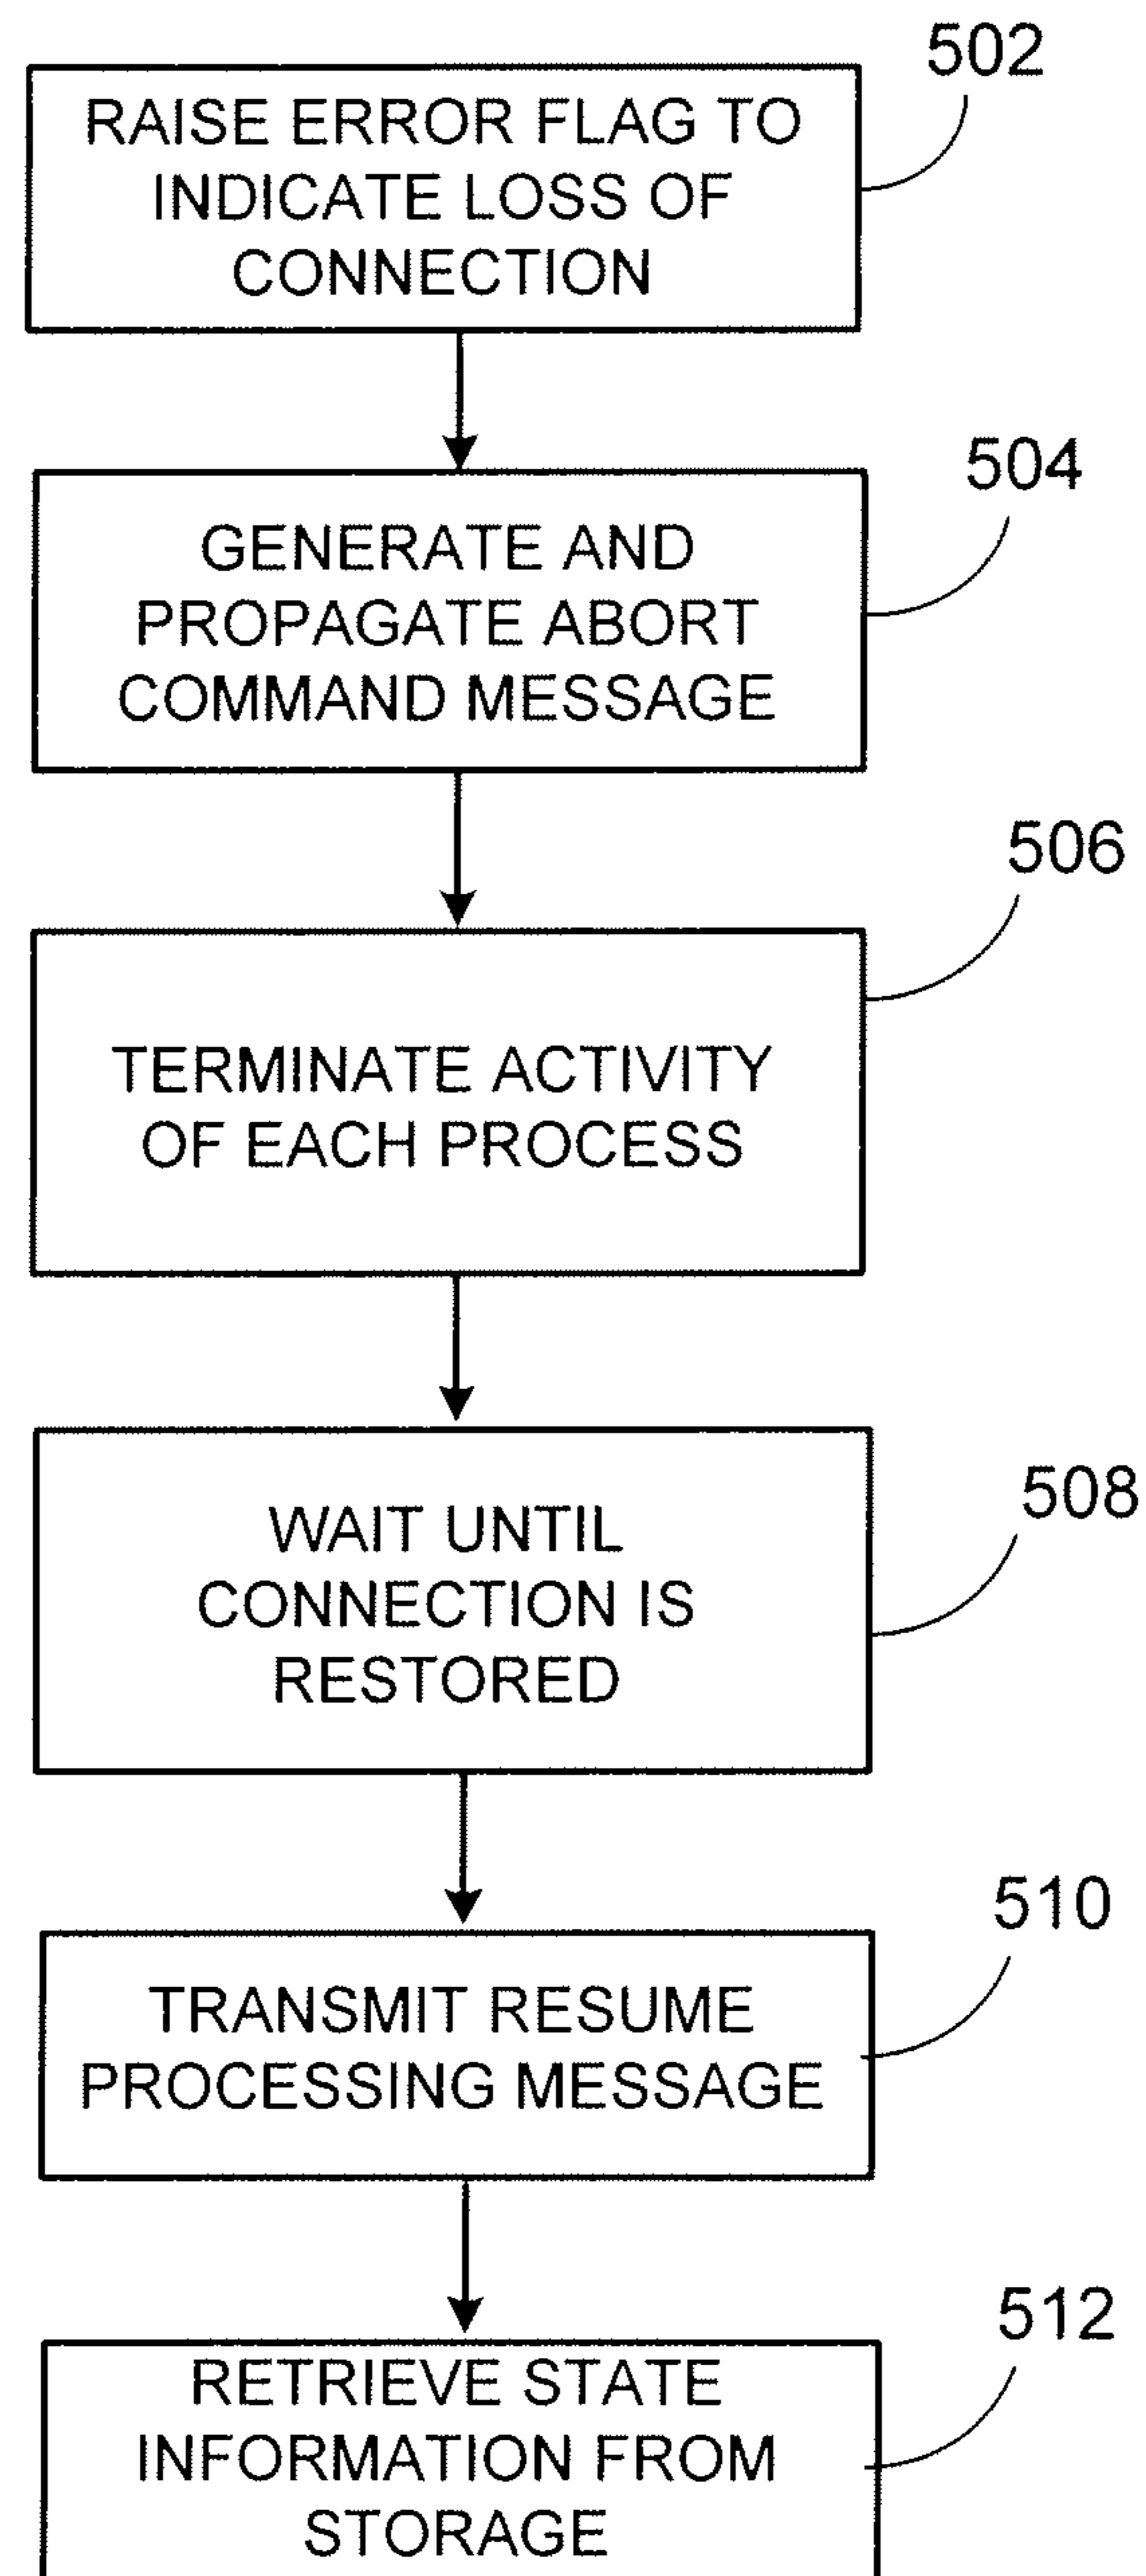 502
RAISE ERROR FLAG TO
INDICATE LOSS OF
CONNECTION
504
GENERATE AND
PROPAGATE ABORT
COMMAND MESSAGE
506
TERMINATE ACTIVITY
OF EACH PROCESS
508
WAIT UNTIL
CONNECTION IS
RESTORED
510
TRANSMIT RESUME
PROCESSING MESSAGE
512
RETRIEVE STATE
INFORMATION FROM
STORAGE